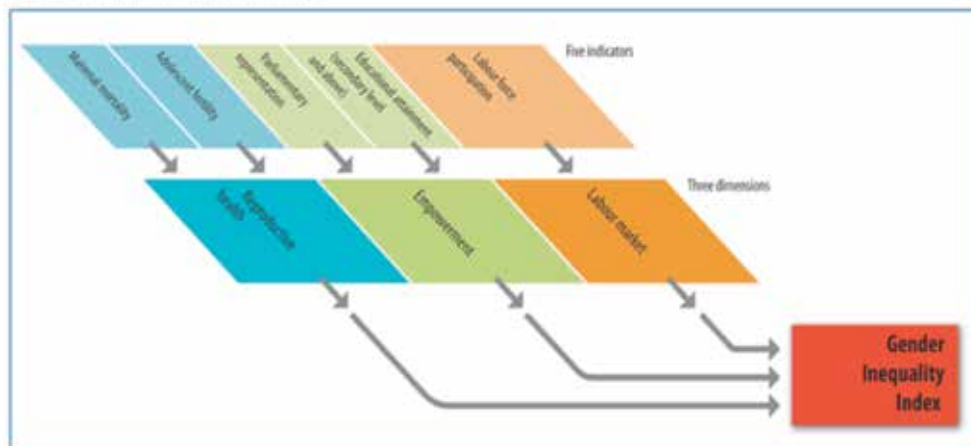 Maternal mortality
Adolescent fertility
Parliamentary
representation
Educational attainment
(secondary level
and above)
Labour force
participation
Five indicators
Reproductive
health
Empowerment
Labour market
Three dimensions
Gender
Inequality
Index